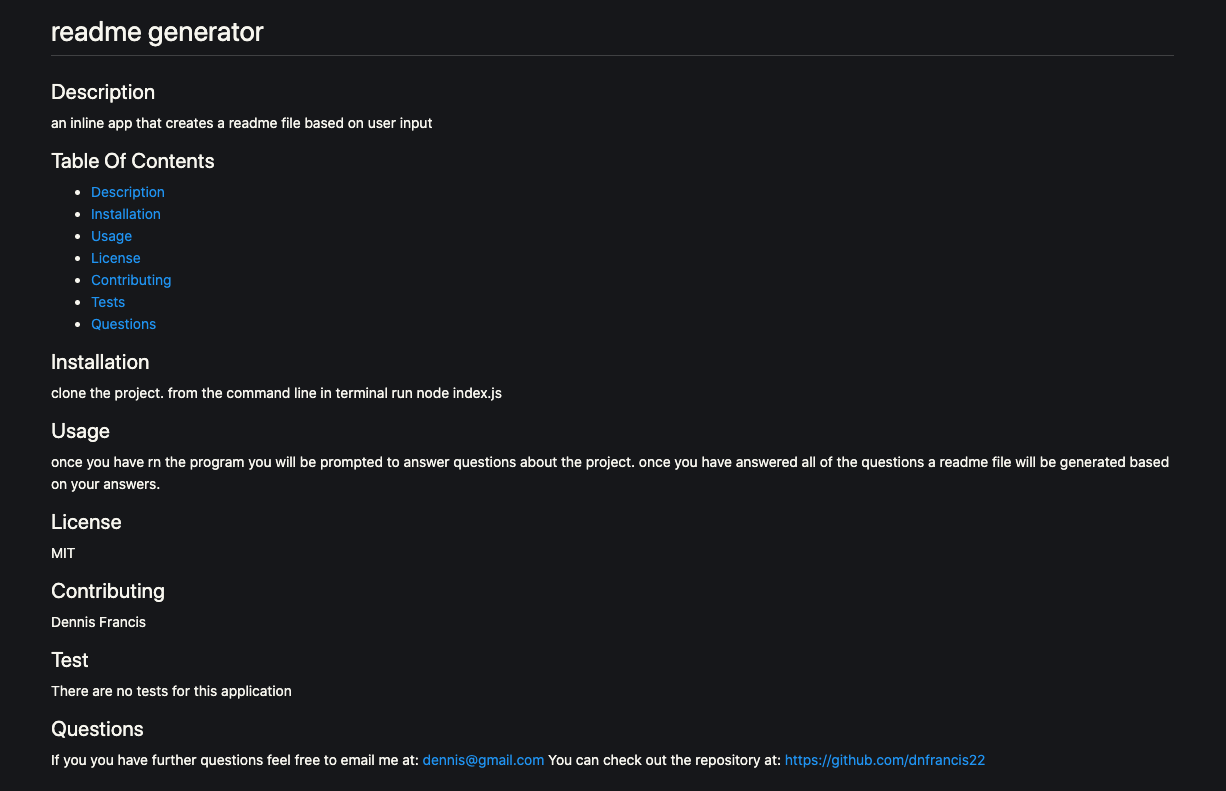 readme generator
Description
an inline app that creates a readme file based on user input
Table Of Contents
Description
Installation
Usage
License
Contributing
Tests
Questions
Installation
clone the project. from the command line in terminal run node index.js
Usage
once you have rn the program you will be prompted to answer questions about the project. once you have answered all of the questions a readme file will be generated based
on your answers.
License
MIT
Contributing
Dennis Francis
Test
There are no tests for this application
Questions
If you you have further questions feel free to email me at: dennis@gmail.com You can check out the repository at: https://github.com/dnfrancis22